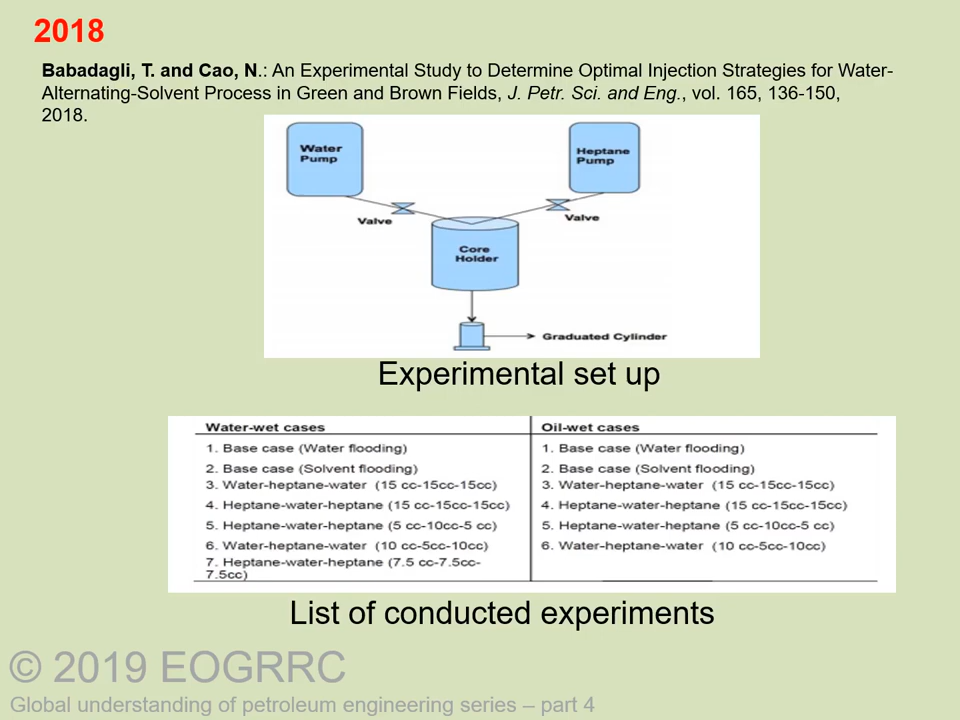 2018
Babadagli, T. and Cao, N.: An Experimental Study to Determine Optimal Injection Strategies for Water-
Alternating-Solvent Process in Green and Brown Fields, J. Petr. Sci. and Eng., vol. 165, 136-150,
2018.
Water
Pump
Heptane
Pump
Valve
Valve
Core
Holder
Graduated Cylinder
Experimental set up
Water-wet cases
Oil-wet cases
1. Base case (Water flooding)
1. Base case (Water flooding)
2. Base case (Solvent flooding)
2. Base case (Solvent flooding)
3. Water-heptane-water (15 cc-15cc-15cc)
3. Water-heptane-water (15 cc-15cc-15cc)
4. Heptane-water-heptane (15 cc-15cc-15cc)
4. Heptane-water-heptane (15 cc-15cc-15cc)
5. Heptane-water-heptane (5 cc-10cc-5 cc)
5. Heptane-water-heptane (5 cc-10cc-5 cc)
6. Water-heptane-water (10 cc-5cc-10cc)
6. Water-heptane-water (10 cc-5cc-10cc)
7. Heptane-water-heptane (7.5 cc-7.5cc-
7.5cc)
List of conducted experiments
© 2019 EOGRRC
Global understanding of petroleum engineering series – part 4